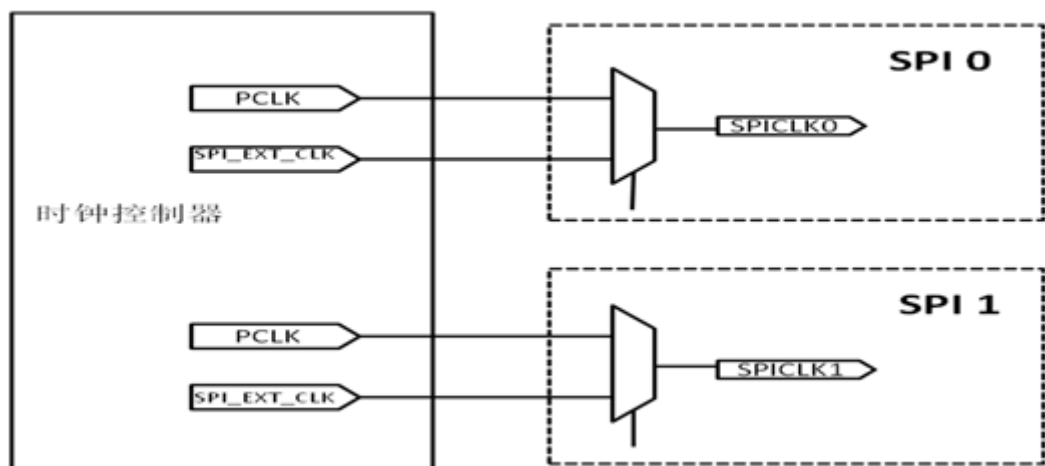 SPI 0
PCLK
SPICLK0
SPI_EXT_CLK
时钟控制器
SPI 1
PCLK
SPICLK1
SPI_EXT_CLK